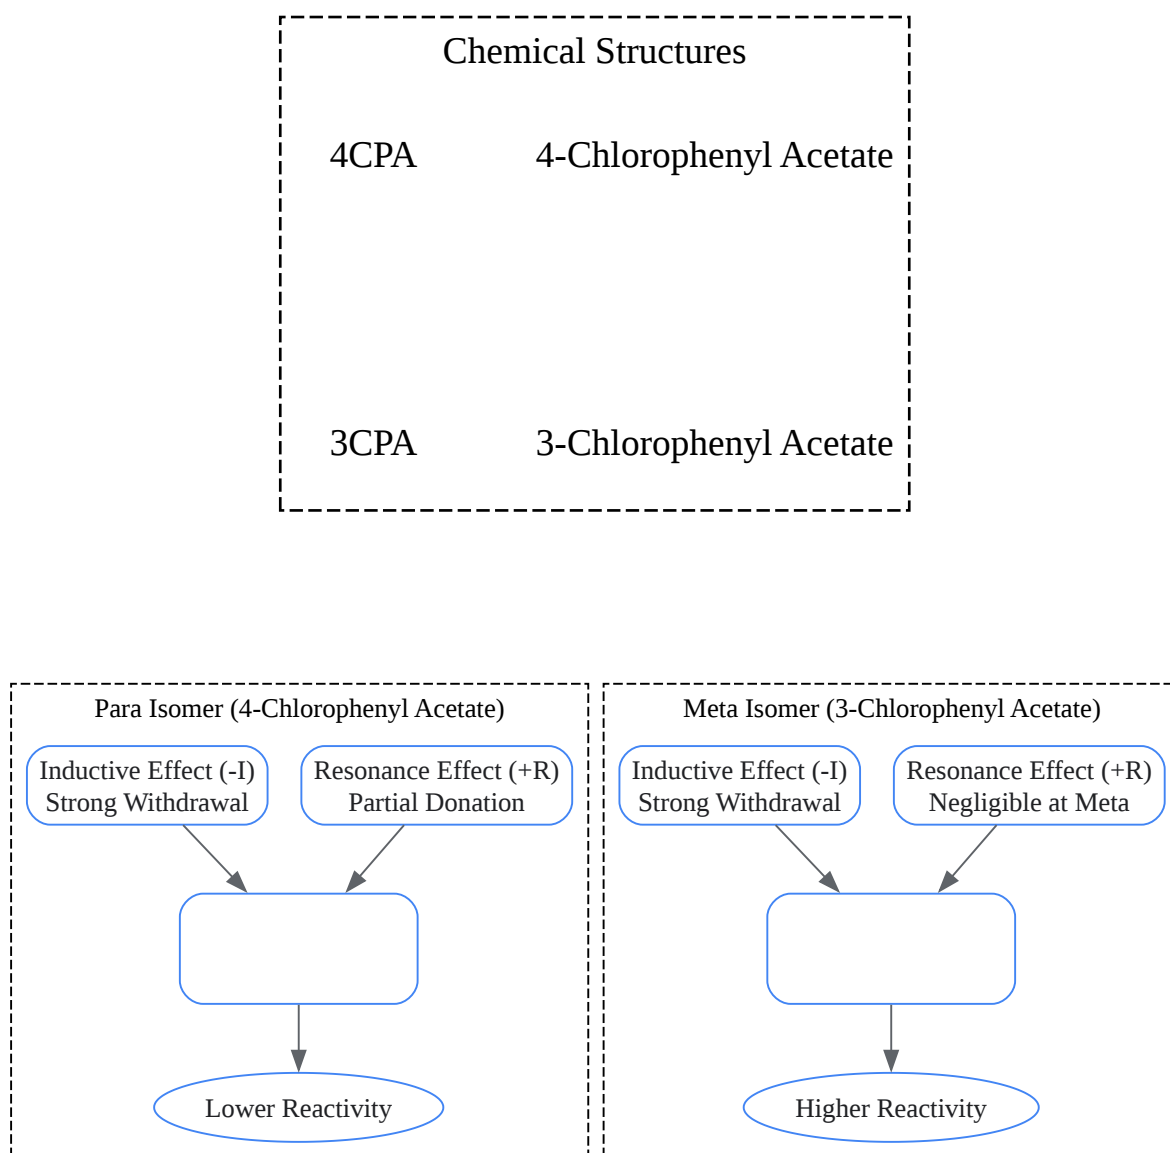 Chemical Structures
4CPA 4-Chlorophenyl Acetate
3CPA 3-Chlorophenyl Acetate
Para Isomer (4-Chlorophenyl Acetate)
Inductive Effect (-I)
Strong Withdrawal
Resonance Effect (+R)
Partial Donation
Lower Reactivity
Meta Isomer (3-Chlorophenyl Acetate)
Inductive Effect (-I)
Strong Withdrawal
Resonance Effect (+R)
Negligible at Meta
Higher Reactivity